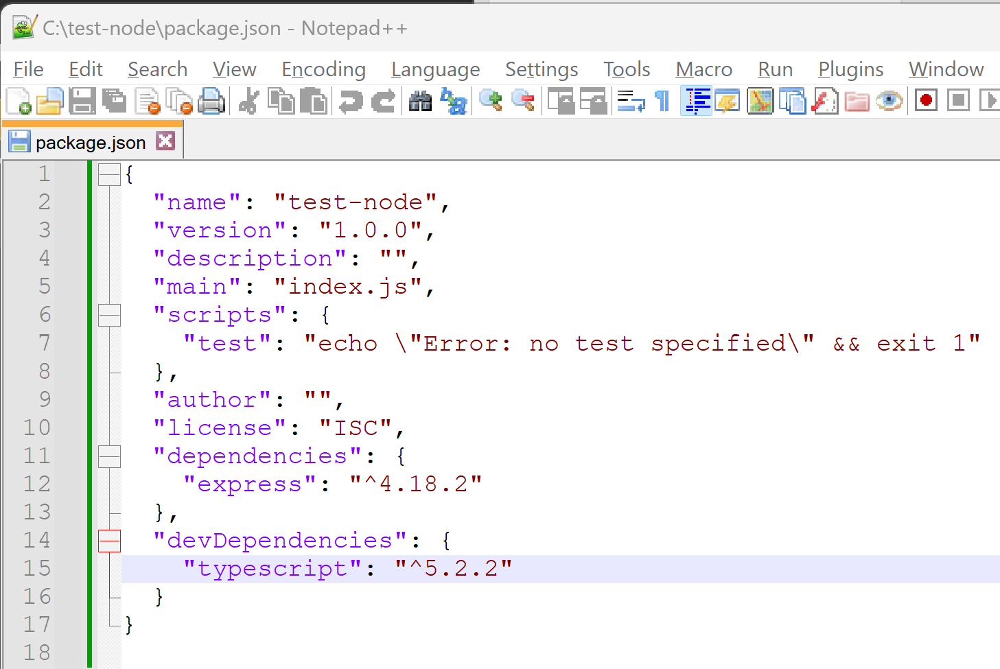 C:\test-node\package.json - Notepad++
File Edit Search View Encoding Language Settings Tools Macro Run Plugins Window
package.json
1 {
2   "name": "test-node",
3   "version": "1.0.0",
4   "description": "",
5   "main": "index.js",
6   "scripts": {
7     "test": "echo \"Error: no test specified\" && exit 1"
8   },
9   "author": "",
10   "license": "ISC",
11   "dependencies": {
12     "express": "^4.18.2"
13   },
14   "devDependencies": {
15     "typescript": "^5.2.2"
16   }
17 }
18